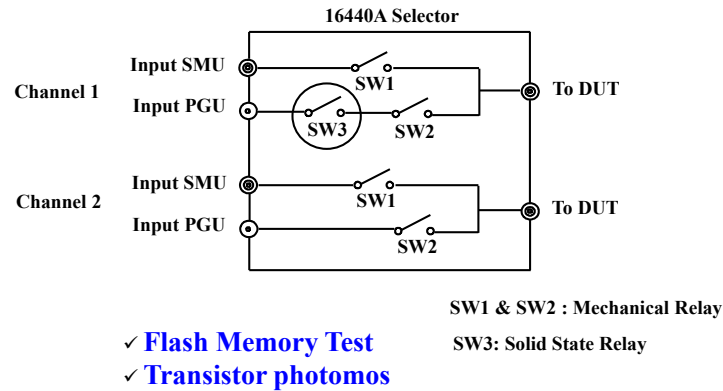 16440A Selector
Input SMU
SW1
Channel 1
Input PGU
To DUT
SW3
SW2
Input SMU
SW1
Channel 2
Input PGU
To DUT
SW2
SW1 & SW2 : Mechanical Relay
✓ Flash Memory Test
SW3: Solid State Relay
✓ Transistor photomos